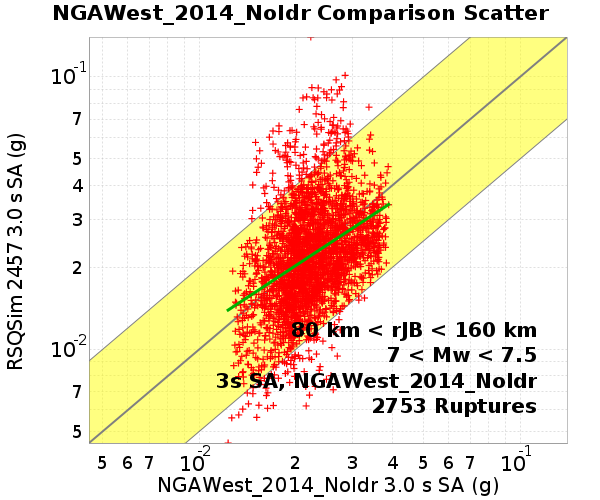 NGAWest_2014_NoIdr Comparison Scatter
RSQSim 2457 3.0 s SA (g)
10^-1
7
5
4
3
2
10^-2
7
5
80 km < rJB < 160 km
7 < Mw < 7.5
3s SA, NGAWest_2014_NoIdr
2753 Ruptures
5 6 7 10^-2 2 3 4 5 6 7 10^-1
NGAWest_2014_NoIdr 3.0 s SA (g)